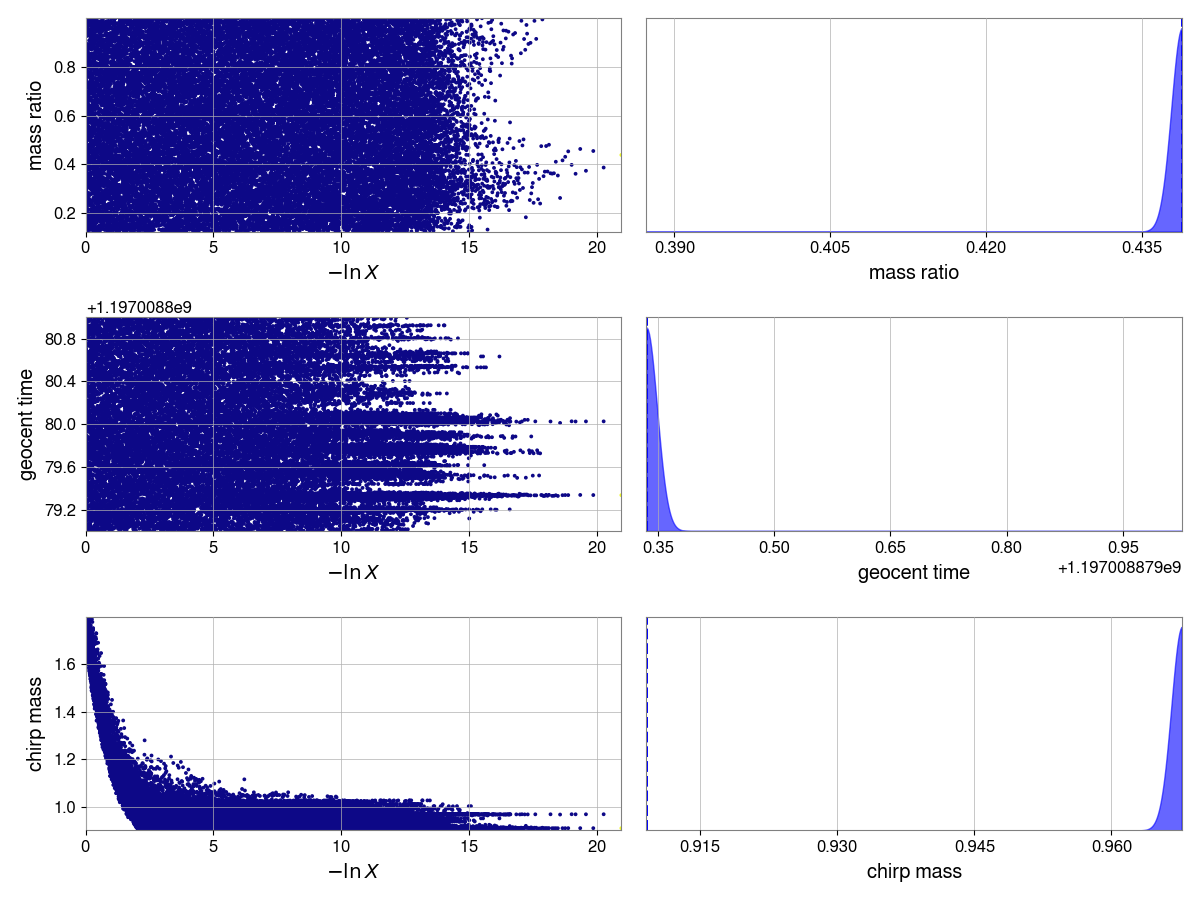 mass ratio
0.8
0.6
0.4
0.2
0 5 10 15 20
−ln X
0.390 0.405 0.420 0.435
mass ratio
+1.1970088e9
geocent time
80.8
80.4
80.0
79.6
79.2
0 5 10 15 20
−ln X
0.35 0.50 0.65 0.80 0.95
geocent time
+1.197008879e9
chirp mass
1.6
1.4
1.2
1.0
0 5 10 15 20
−ln X
0.915 0.930 0.945 0.960
chirp mass